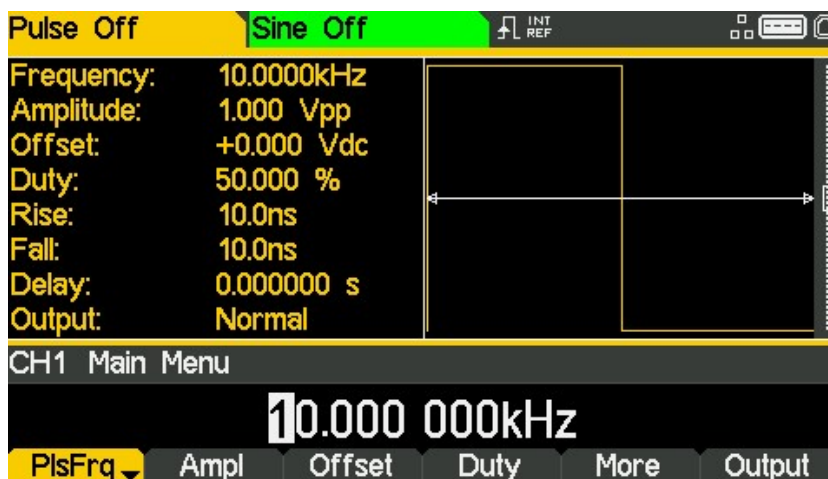 Pulse Off Sine Off INT REF
Frequency: 10.0000kHz
Amplitude: 1.000 Vpp
Offset: +0.000 Vdc
Duty: 50.000 %
Rise: 10.0ns
Fall: 10.0ns
Delay: 0.000000 s
Output: Normal
CH1 Main Menu
10.000 000kHz
PlsFrq Ampl Offset Duty More Output